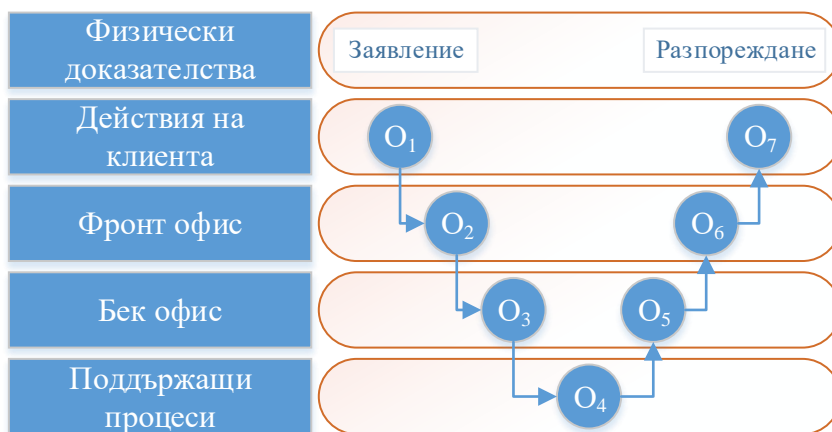 Физически
доказателства
Заявление
Разпореждане
Действия на
клиента
O₁
O₇
Фронт офис
O₂
O₆
Бек офис
O₃
O₅
Поддържащи
процеси
O₄